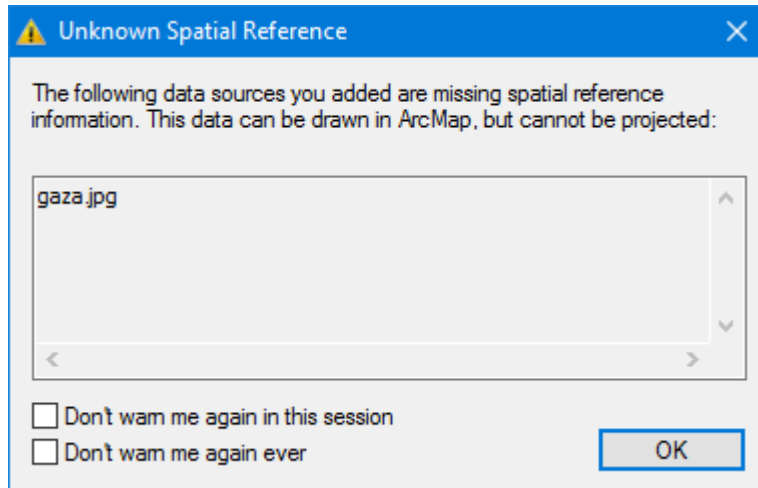 Unknown Spatial Reference
The following data sources you added are missing spatial reference
information. This data can be drawn in ArcMap, but cannot be projected:
gaza.jpg
Don't warn me again in this session
Don't warn me again ever
OK